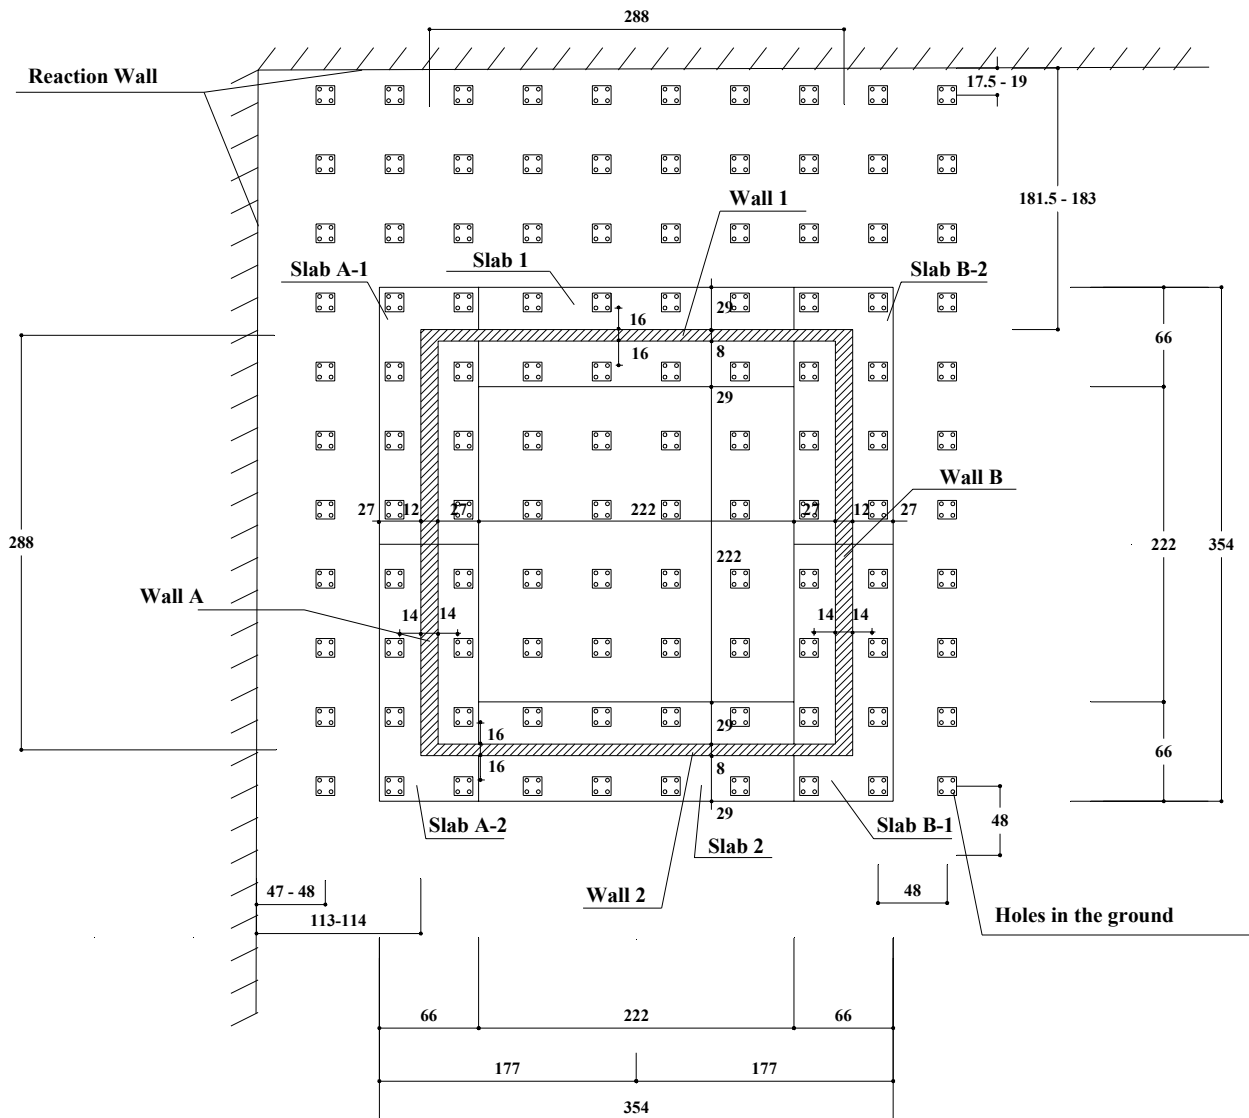 288
Reaction Wall
17.5 - 19
Wall 1
181.5 - 183
Slab A-1
Slab 1
Slab B-2
29
16
66
16
8
29
Wall B
27
12
27
222
27
12
27
288
222
222
354
Wall A
14
14
14
14
29
16
66
16
8
29
Slab A-2
Slab 2
Slab B-1
48
47 - 48
Wall 2
48
113-114
Holes in the ground
66
222
66
177
177
354